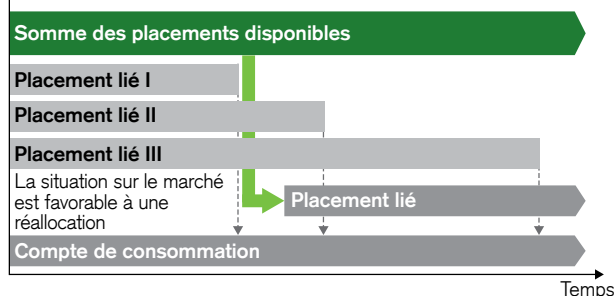 Somme des placements disponibles
Placement lié I
Placement lié II
Placement lié III
La situation sur le marché
est favorable à une
réallocation
Placement lié
Compte de consommation
Temps